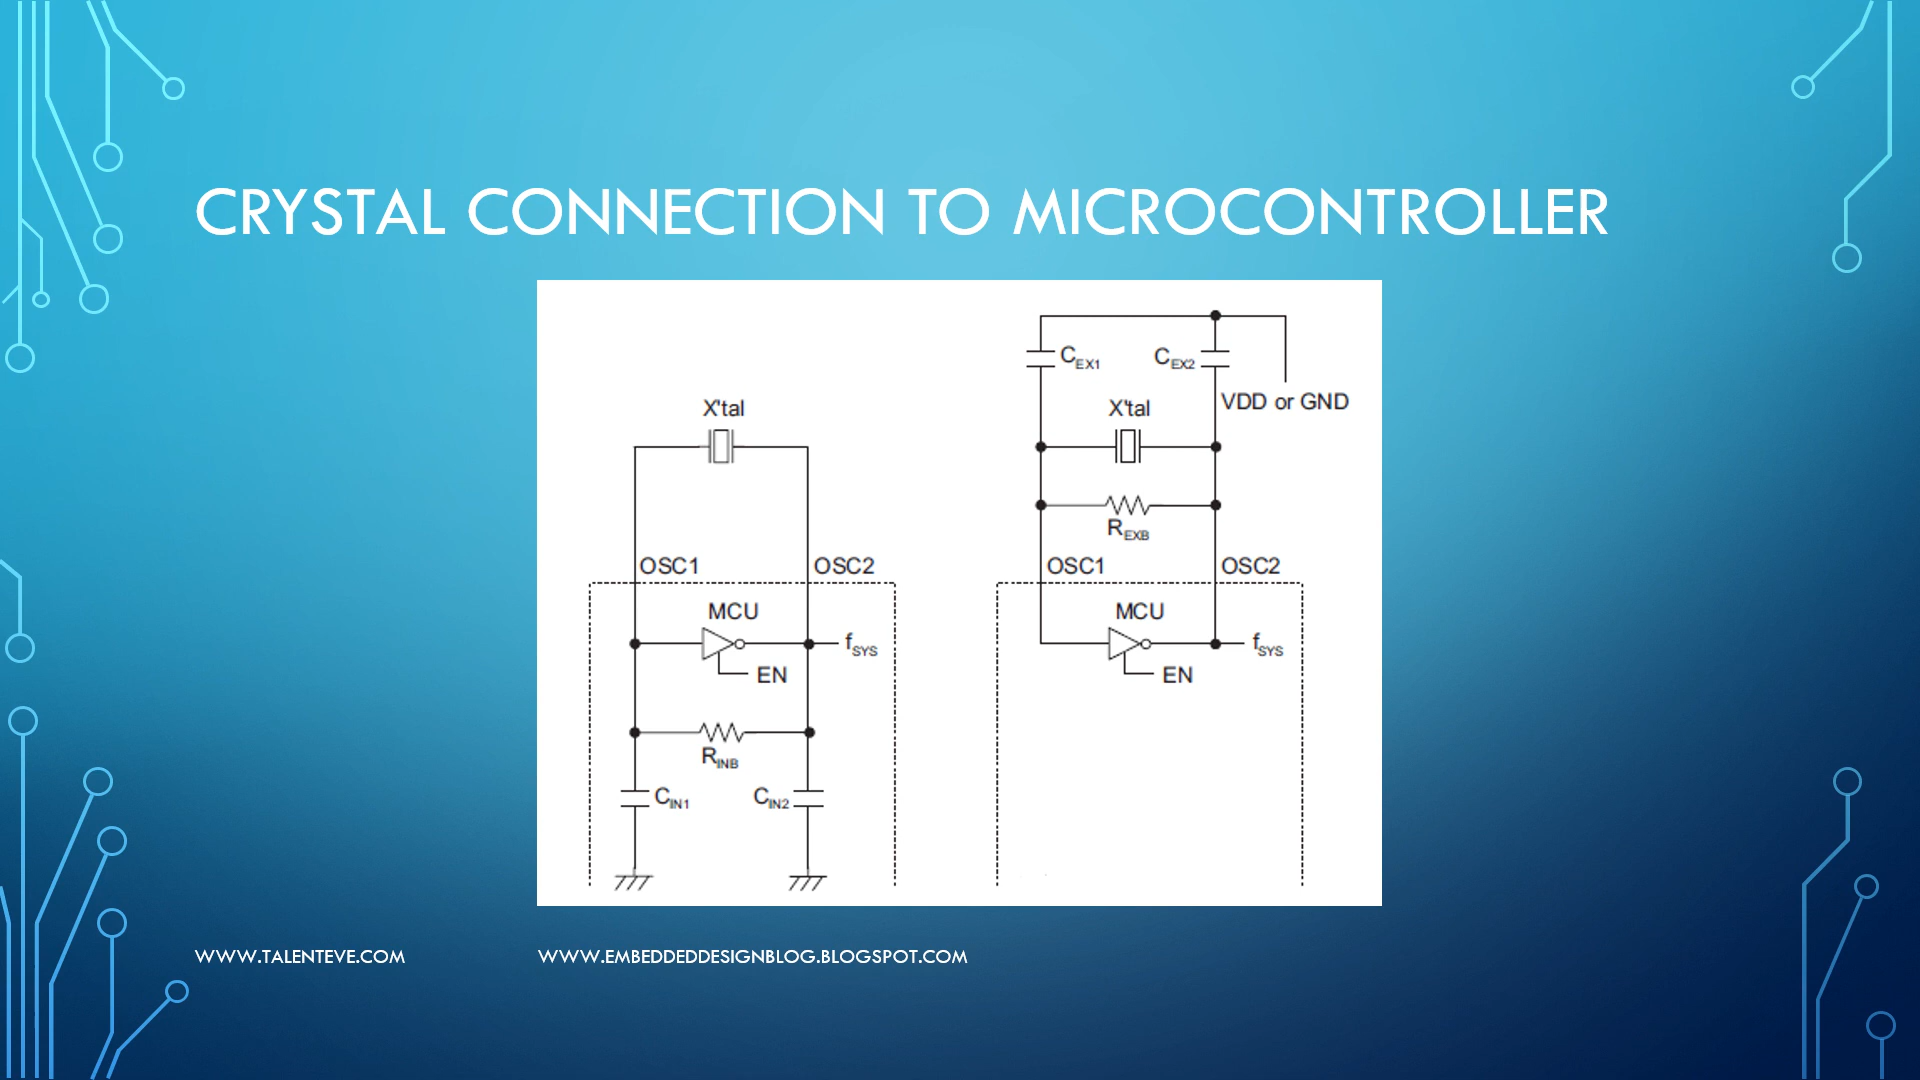 CRYSTAL CONNECTION TO MICROCONTROLLER
CEX1 CEX2
VDD or GND
X'tal X'tal
REXB
OSC1 OSC2 OSC1 OSC2
MCU MCU
fSYS fSYS
EN EN
RINB
CIN1 CIN2
WWW.TALENTEVE.COM WWW.EMBEDDEDDESIGNBLOG.BLOGSPOT.COM